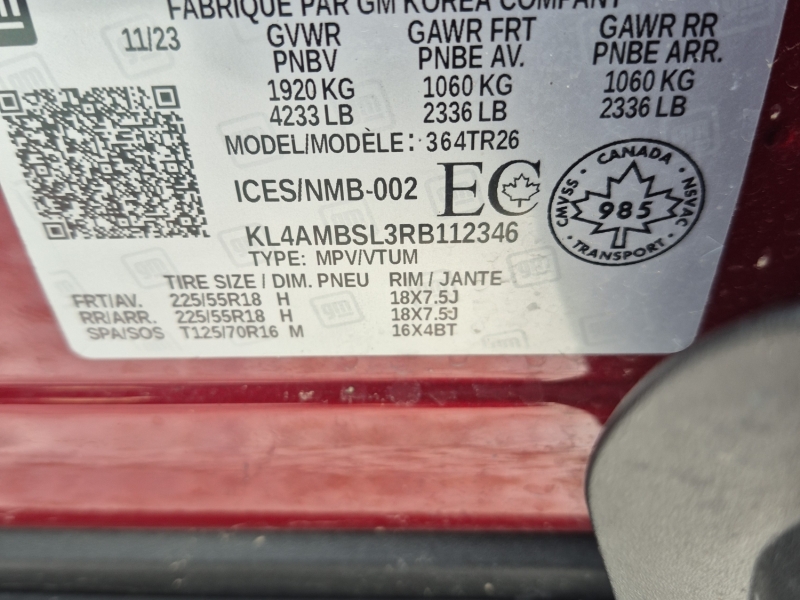 gm
FABRIQUÉ PAR GM KOREA COMPANY
11/23
GVWR GAWR FRT GAWR RR
PNBV PNBE AV. PNBE ARR.
1920 KG 1060 KG 1060 KG
4233 LB 2336 LB 2336 LB
MODEL/MODÈLE: 364TR26
ICES/NMB-002 EC
CANADA
CMVSS 985 NSVAC
TRANSPORT
KL4AMBSL3RB112346
TYPE: MPV/VTUM
TIRE SIZE / DIM. PNEU RIM / JANTE
FRT/AV. 225/55R18 H 18X7.5J
RR/ARR. 225/55R18 H 18X7.5J
SPA/SOS T125/70R16 M 16X4BT